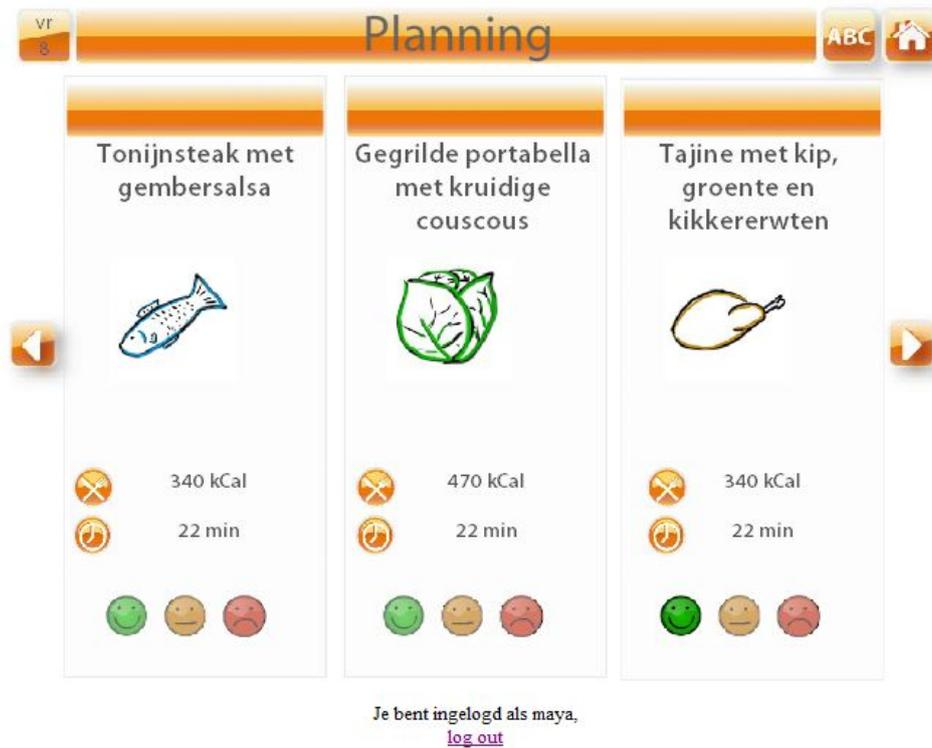 vr
8
Planning
ABC
Tonijnsteak met
gembersalsa
340 kCal
22 min
Gegrilde portabella
met kruidige
couscous
470 kCal
22 min
Tajine met kip,
groente en
kikkererwten
340 kCal
22 min
Je bent ingelogd als maya,
log out